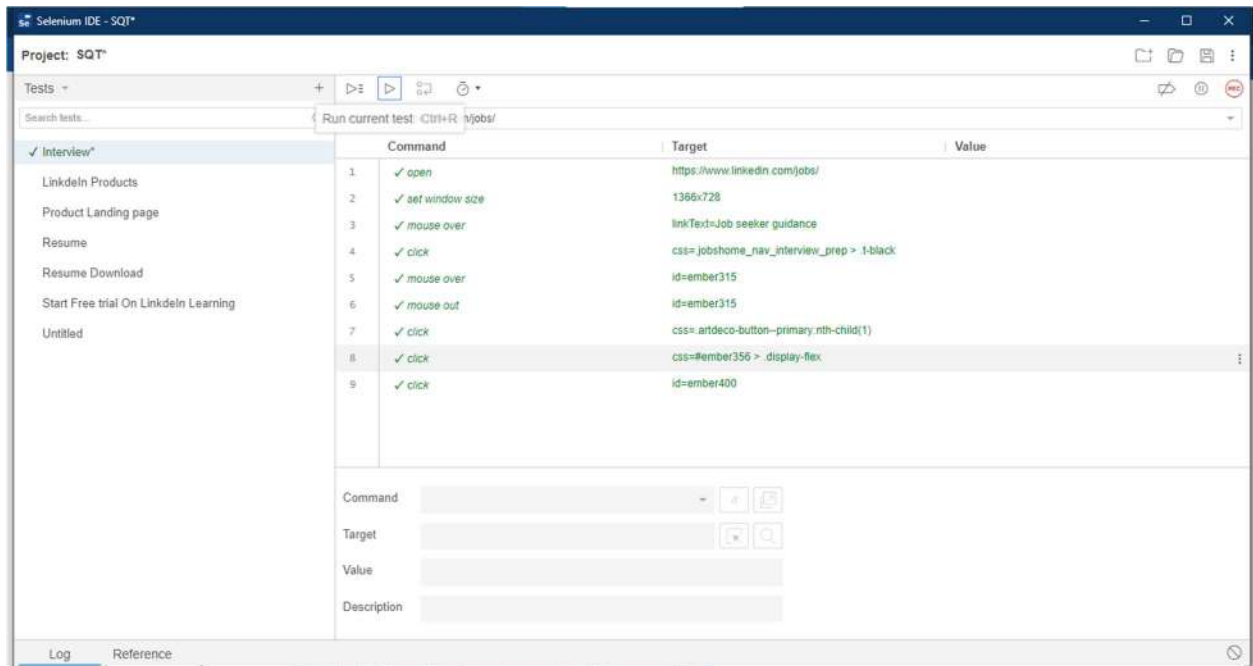 Selenium IDE - SQT*
Project: SQT*
Tests
Search tests...
Run current test Ctrl+R n/jobs/
Command Target Value
✓ Interview*
LinkdeIn Products
Product Landing page
Resume
Resume Download
Start Free trial On LinkdeIn Learning
Untitled
1 ✓ open https://www.linkedin.com/jobs/
2 ✓ set window size 1366x728
3 ✓ mouse over linkText=Job seeker guidance
4 ✓ click css=.jobshome_nav_interview_prep > .t-black
5 ✓ mouse over id=ember315
6 ✓ mouse out id=ember315
7 ✓ click css=.artdeco-button--primary:nth-child(1)
8 ✓ click css=#ember356 > .display-flex
9 ✓ click id=ember400
Command
Target
Value
Description
Log Reference
REC